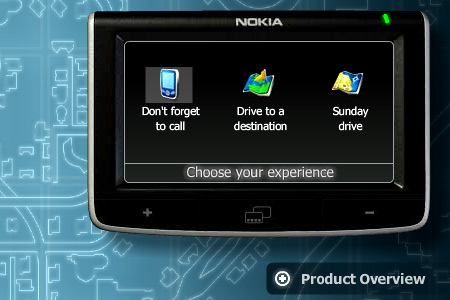 NOKIA
Don't forget
to call
Drive to a
destination
Sunday
drive
Choose your experience
+
-
Product Overview